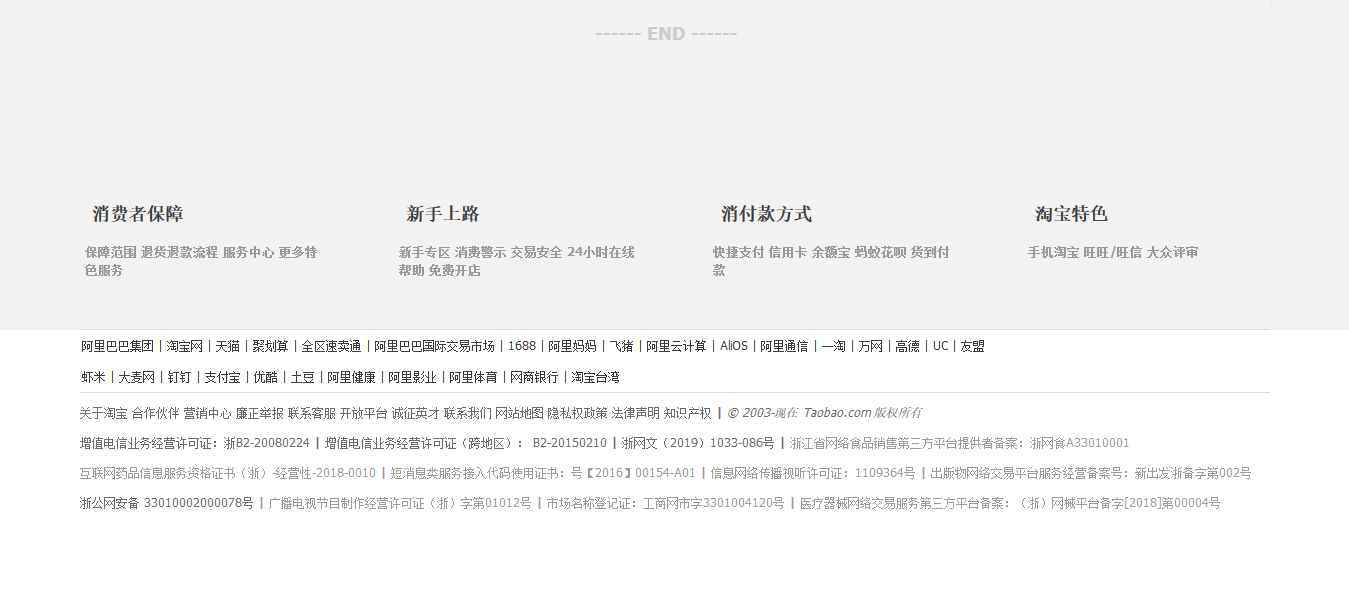 ------ END ------
消费者保障
保障范围 退货退款流程 服务中心 更多特
色服务
新手上路
新手专区 消费警示 交易安全 24小时在线
帮助 免费开店
消付款方式
快捷支付 信用卡 余额宝 蚂蚁花呗 货到付
款
淘宝特色
手机淘宝 旺旺/旺信 大众评审
阿里巴巴集团 | 淘宝网 | 天猫 | 聚划算 | 全区速卖通 | 阿里巴巴国际交易市场 | 1688 | 阿里妈妈 | 飞猪 | 阿里云计算 | AliOS | 阿里通信 | 一淘 | 万网 | 高德 | UC | 友盟
虾米 | 大麦网 | 钉钉 | 支付宝 | 优酷 | 土豆 | 阿里健康 | 阿里影业 | 阿里体育 | 网商银行 | 淘宝台湾
关于淘宝 合作伙伴 营销中心 廉正举报 联系客服 开放平台 诚征英才 联系我们 网站地图 隐私权政策 法律声明 知识产权 | © 2003-现在 Taobao.com 版权所有
增值电信业务经营许可证：浙B2-20080224 | 增值电信业务经营许可证（跨地区）： B2-20150210 | 浙网文（2019）1033-086号 | 浙江省网络食品销售第三方平台提供者备案：浙网食A33010001
互联网药品信息服务资格证书（浙）-经营性-2018-0010 | 短消息类服务接入代码使用证书：号【2016】00154-A01 | 信息网络传播视听许可证：1109364号 | 出版物网络交易平台服务经营备案号：新出发浙备字第002号
浙公网安备 33010002000078号 | 广播电视节目制作经营许可证（浙）字第01012号 | 市场名称登记证：工商网市字3301004120号 | 医疗器械网络交易服务第三方平台备案：（浙）网械平台备字[2018]第00004号